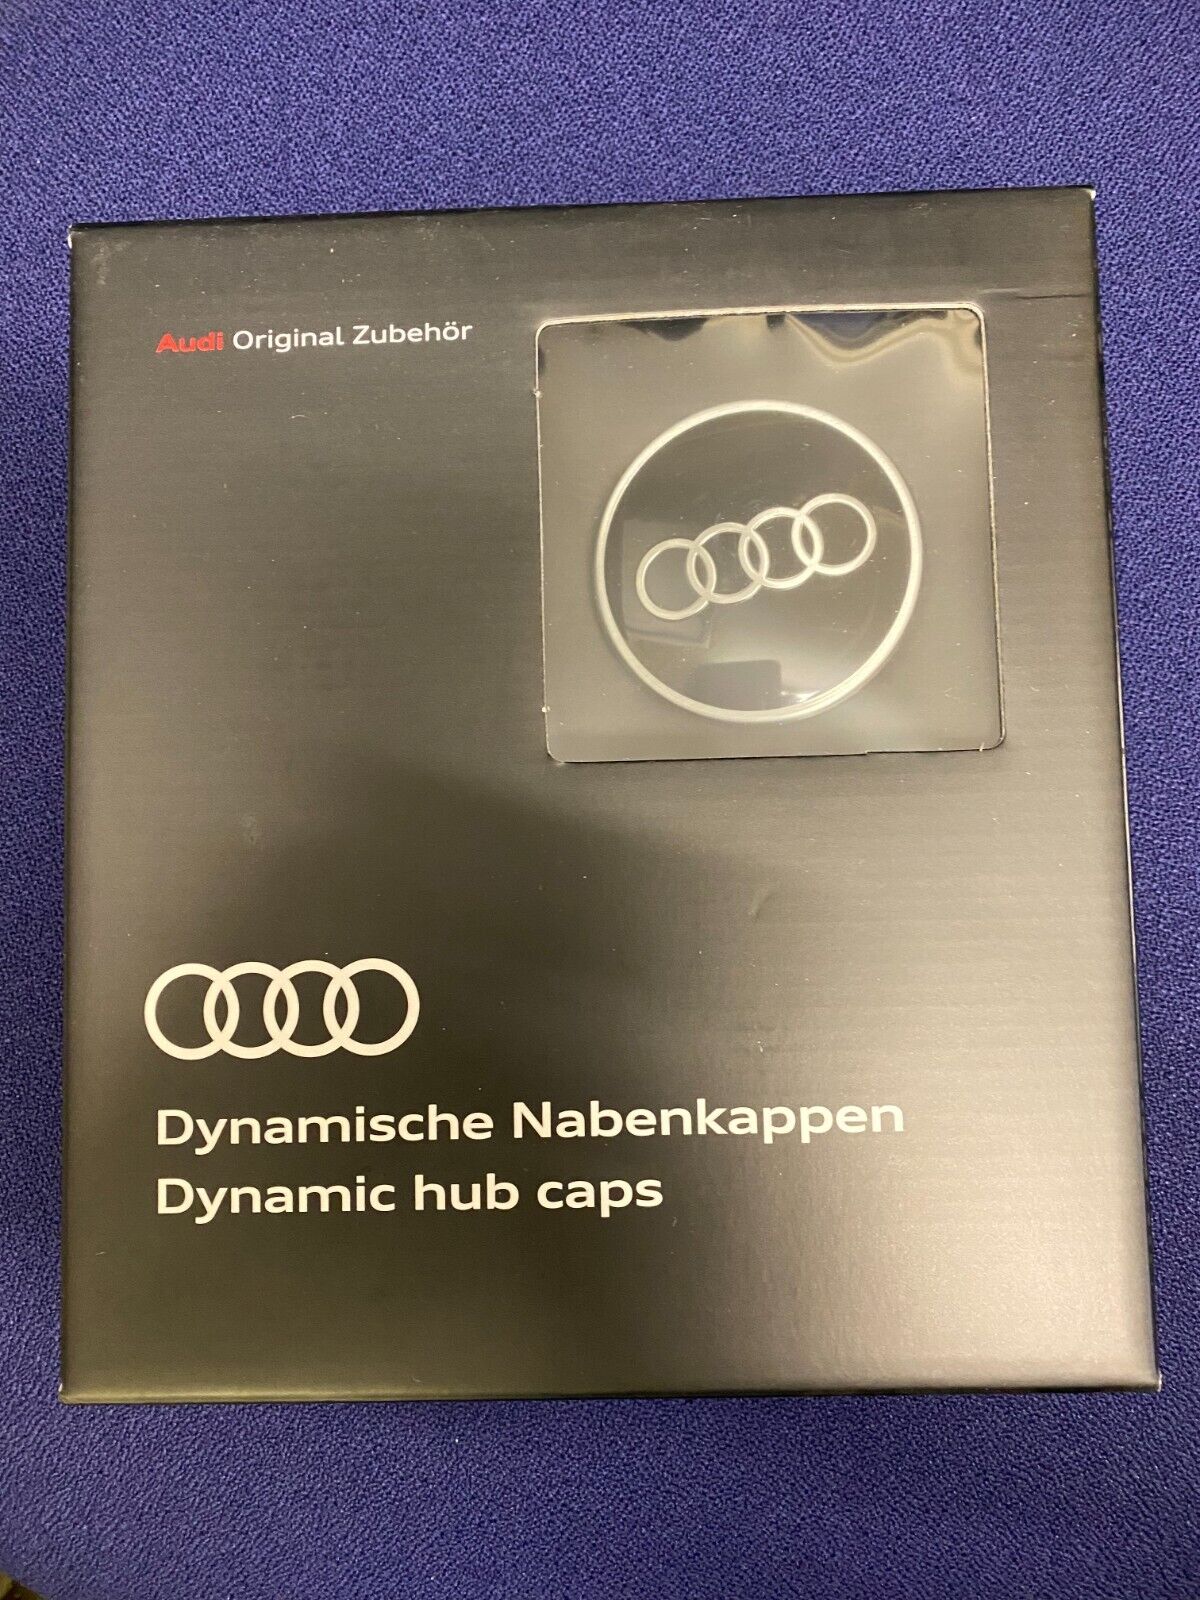 Audi Original Zubehör
Dynamische Nabenkappen
Dynamic hub caps